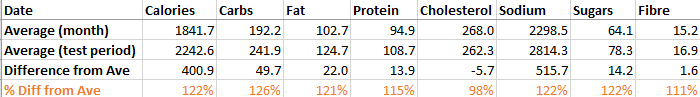 Date Calories Carbs Fat Protein Cholesterol Sodium Sugars Fibre
Average (month) 1841.7 192.2 102.7 94.9 268.0 2298.5 64.1 15.2
Average (test period) 2242.6 241.9 124.7 108.7 262.3 2814.3 78.3 16.9
Difference from Ave 400.9 49.7 22.0 13.9 -5.7 515.7 14.2 1.6
% Diff from Ave 122% 126% 121% 115% 98% 122% 122% 111%